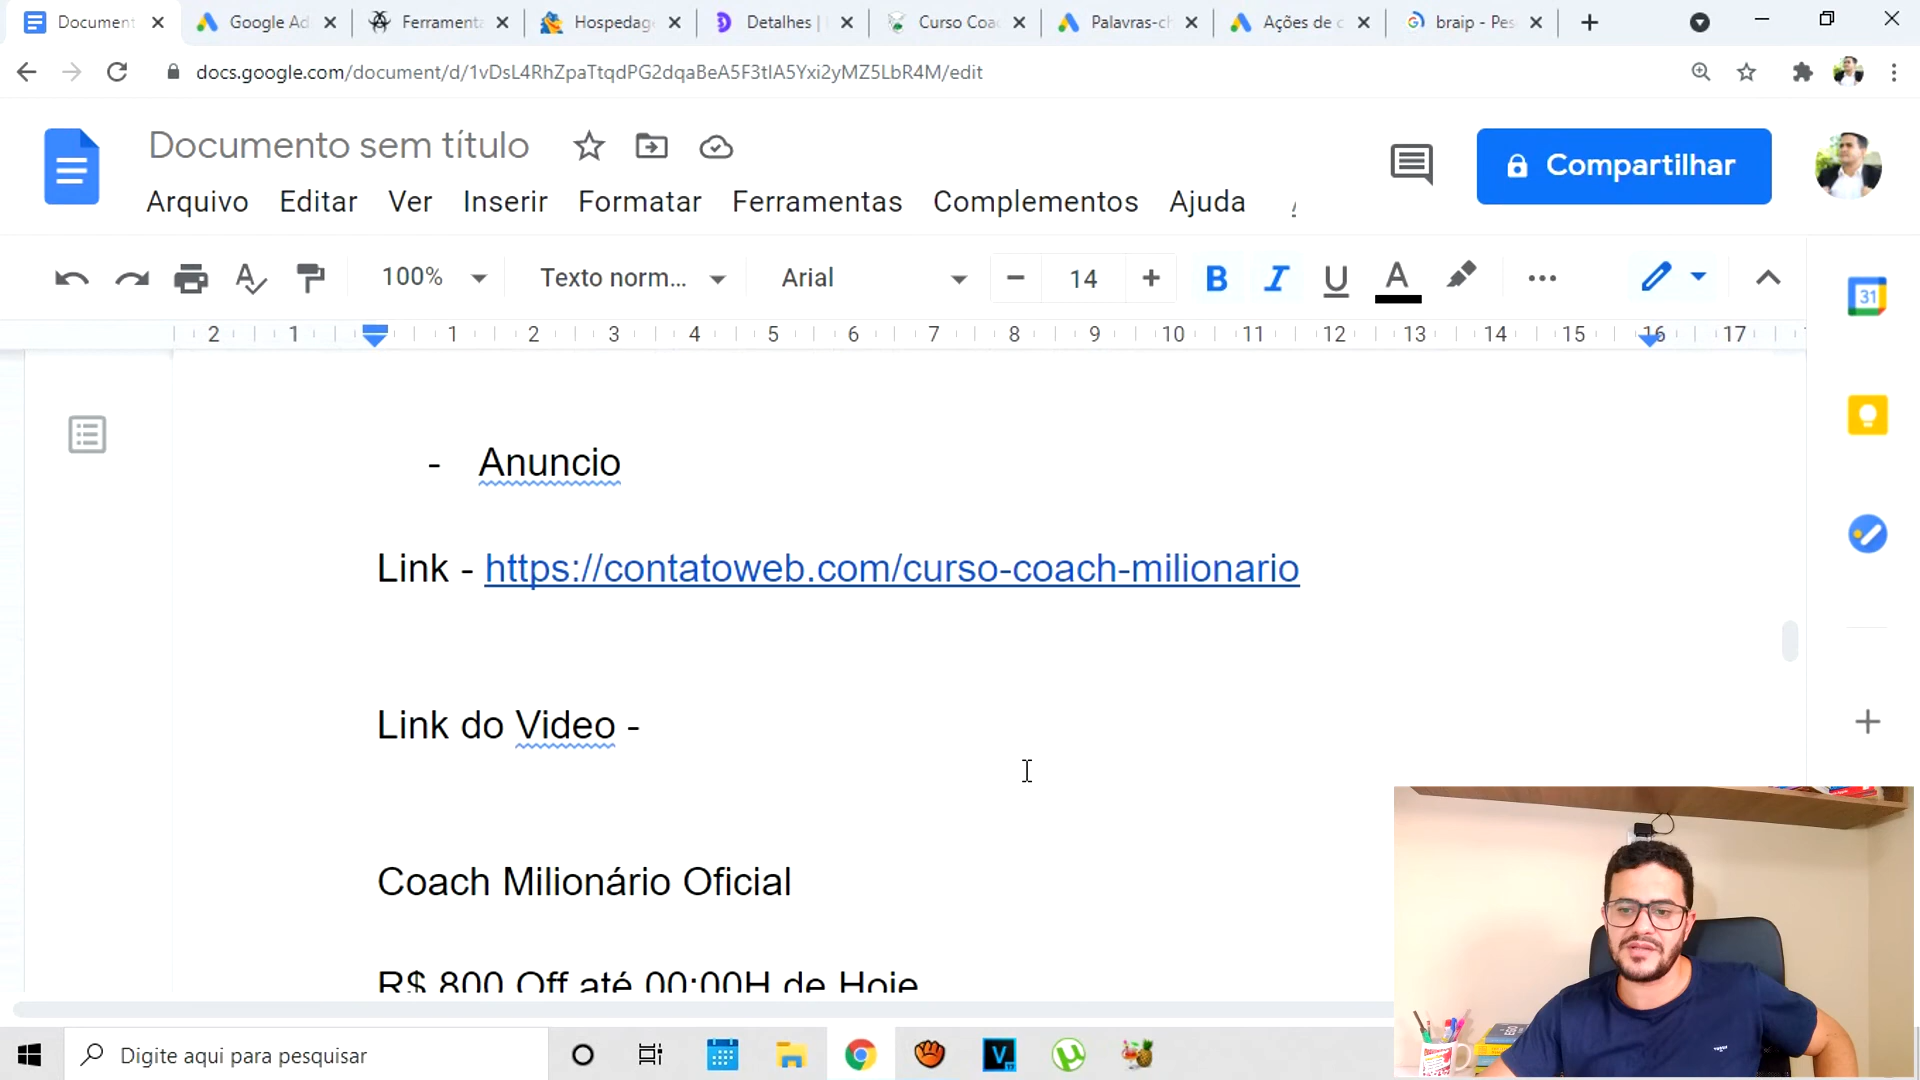 Document
Google Ad
Ferramenta
Hospedag
Detalhes |
Curso Coa
Palavras-ch
Ações de c
braip - Pes
docs.google.com/document/d/1vDsL4RhZpaTtqdPG2dqaBeA5F3tIA5Yxi2yMZ5LbR4M/edit
Documento sem título
Compartilhar
Arquivo Editar Ver Inserir Formatar Ferramentas Complementos Ajuda
100% Texto norm... Arial 14
31
2 1 1 2 3 4 5 6 7 8 9 10 11 12 13 14 15 16 17
- Anuncio
Link - https://contatoweb.com/curso-coach-milionario
Link do Video -
Coach Milionário Oficial
R$ 800 Off até 00:00H de Hoje
Digite aqui para pesquisar